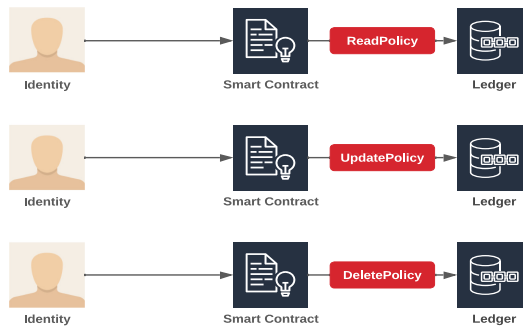 ReadPolicy
Identity Smart Contract Ledger
UpdatePolicy
Identity Smart Contract Ledger
DeletePolicy
Identity Smart Contract Ledger